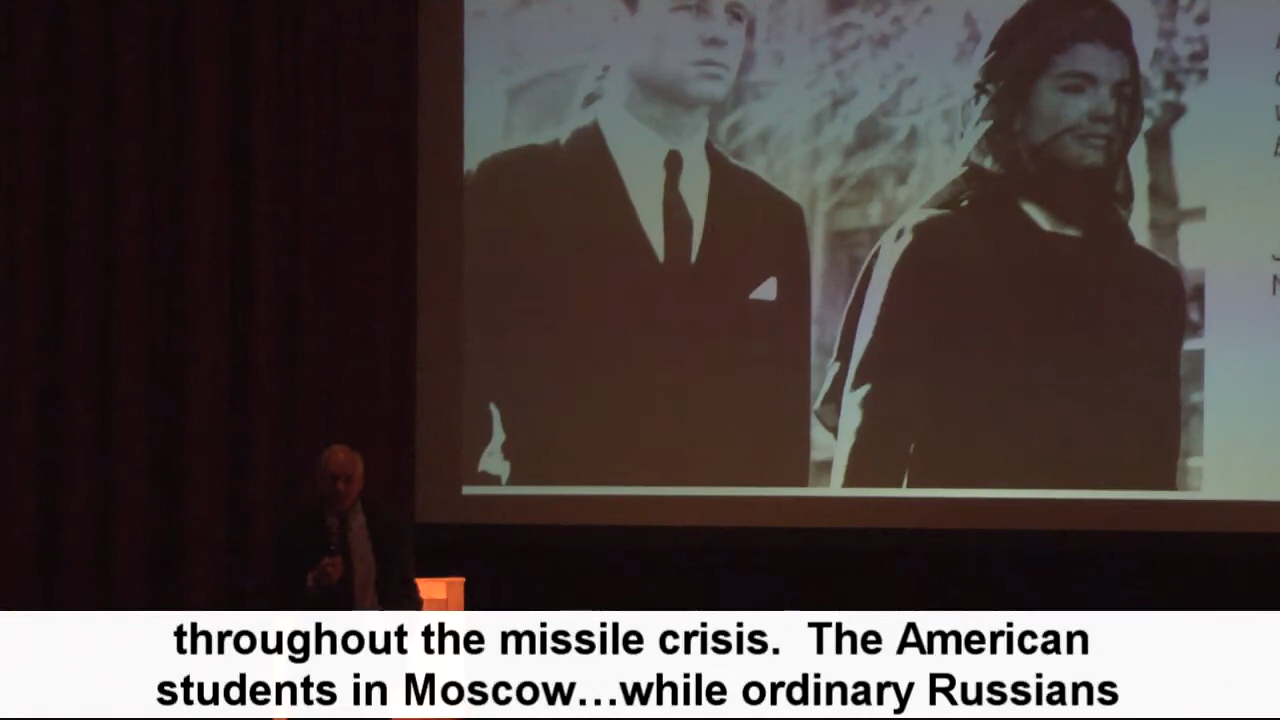 throughout the missile crisis.  The American
students in Moscow...while ordinary Russians